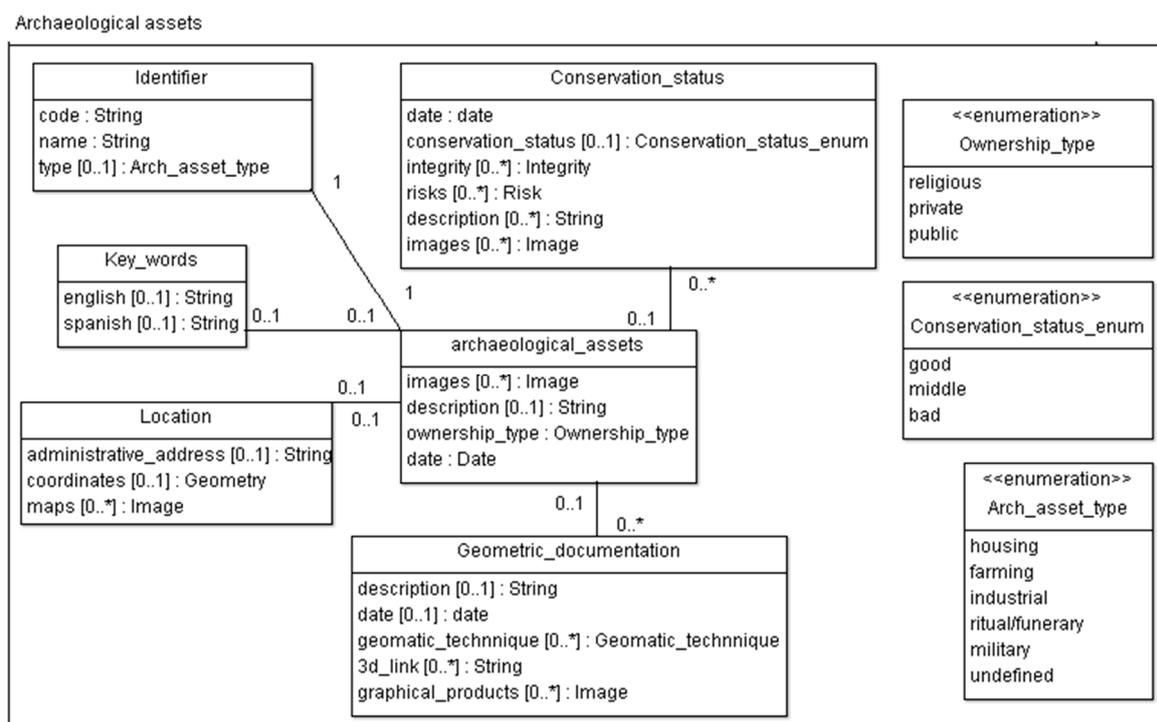 Archaeological assets
Identifier
code : String
name : String
type [0..1] : Arch_asset_type
1
Conservation_status
date : date
conservation_status [0..1] : Conservation_status_enum
integrity [0..*] : Integrity
risks [0..*] : Risk
description [0..*] : String
images [0..*] : Image
<<enumeration>>
Ownership_type
religious
private
public
Key_words
english [0..1] : String
spanish [0..1] : String
0..1
0..1
1
0..*
0..1
<<enumeration>>
Conservation_status_enum
good
middle
bad
archaeological_assets
images [0..*] : Image
description [0..1] : String
ownership_type : Ownership_type
date : Date
0..1
0..1
Location
administrative_address [0..1] : String
coordinates [0..1] : Geometry
maps [0..*] : Image
0..1
0..*
<<enumeration>>
Arch_asset_type
housing
farming
industrial
ritual/funerary
military
undefined
Geometric_documentation
description [0..1] : String
date [0..1] : date
geomatic_technnique [0..*] : Geomatic_technnique
3d_link [0..*] : String
graphical_products [0..*] : Image